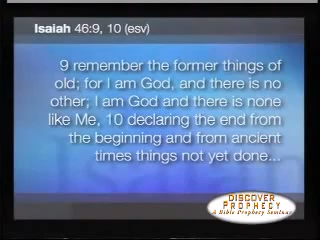 Isaiah 46:9, 10 (esv)
9 remember the former things of
old; for I am God, and there is no
other; I am God and there is none
like Me, 10 declaring the end from
the beginning and from ancient
times things not yet done...
DISCOVER
PROPHECY
A Bible Prophecy Seminar